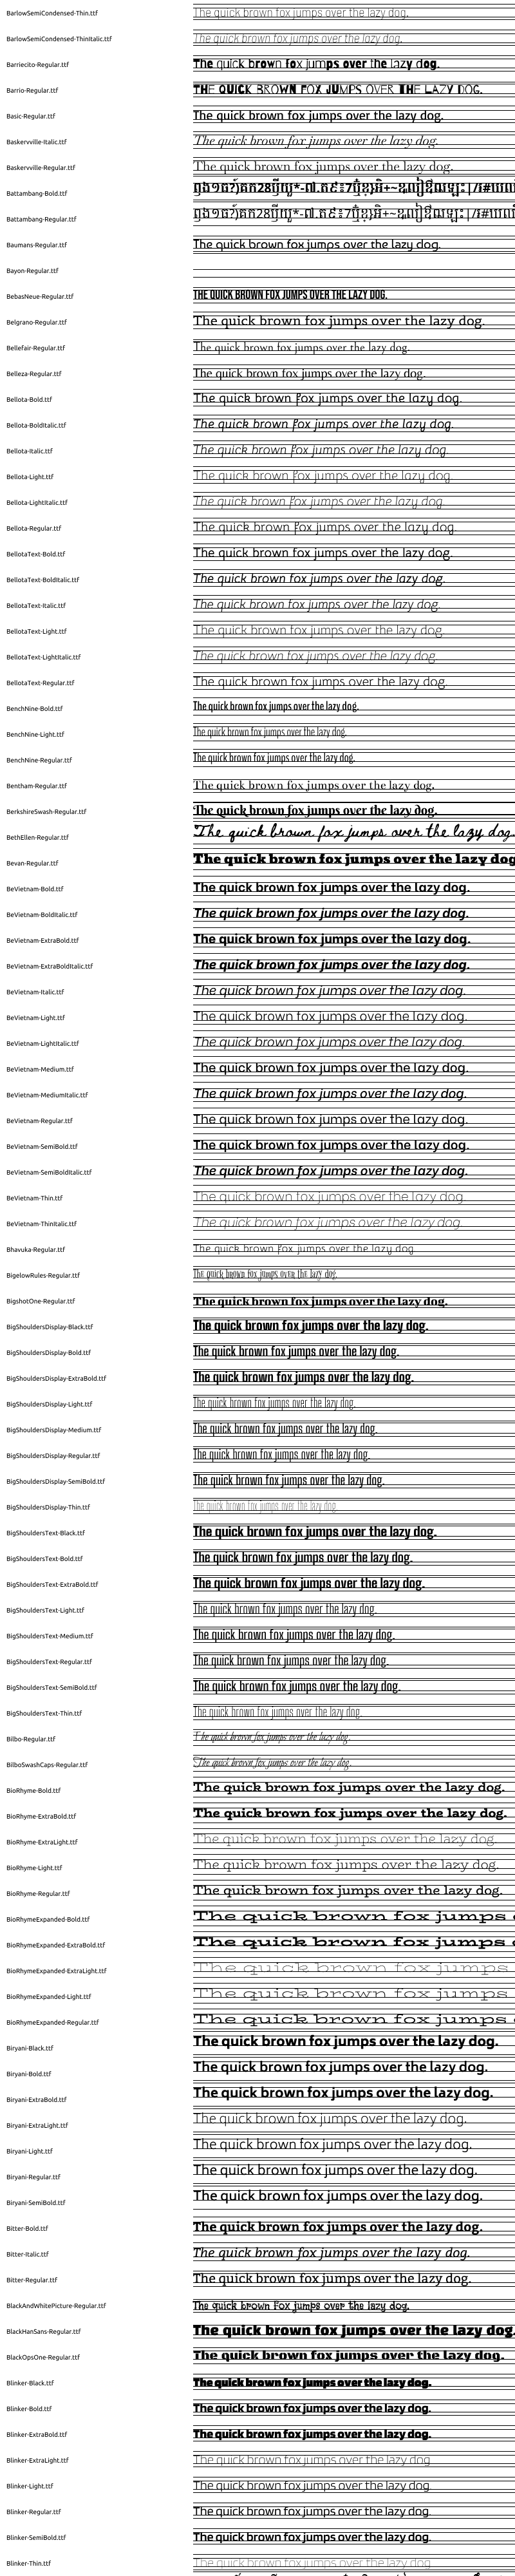 BarlowSemiCondensed-Thin.ttf The quick brown fox jumps over the lazy dog.
BarlowSemiCondensed-ThinItalic.ttf The quick brown fox jumps over the lazy dog.
Barriecito-Regular.ttf The quick brown fox jumps over the lazy dog.
Barrio-Regular.ttf THE QUICK BROWN FOX JUMPS OVER THE LAZY DOG.
Basic-Regular.ttf The quick brown fox jumps over the lazy dog.
Baskervville-Italic.ttf The quick brown fox jumps over the lazy dog.
Baskervville-Regular.ttf The quick brown fox jumps over the lazy dog.
Battambang-Bold.ttf
Battambang-Regular.ttf
Baumans-Regular.ttf The quick brown fox jumps over the lazy dog.
Bayon-Regular.ttf
BebasNeue-Regular.ttf THE QUICK BROWN FOX JUMPS OVER THE LAZY DOG.
Belgrano-Regular.ttf The quick brown fox jumps over the lazy dog.
Bellefair-Regular.ttf The quick brown fox jumps over the lazy dog.
Belleza-Regular.ttf The quick brown fox jumps over the lazy dog.
Bellota-Bold.ttf The quick brown fox jumps over the lazy dog.
Bellota-BoldItalic.ttf The quick brown fox jumps over the lazy dog.
Bellota-Italic.ttf The quick brown fox jumps over the lazy dog.
Bellota-Light.ttf The quick brown fox jumps over the lazy dog.
Bellota-LightItalic.ttf The quick brown fox jumps over the lazy dog.
Bellota-Regular.ttf The quick brown fox jumps over the lazy dog.
BellotaText-Bold.ttf The quick brown fox jumps over the lazy dog.
BellotaText-BoldItalic.ttf The quick brown fox jumps over the lazy dog.
BellotaText-Italic.ttf The quick brown fox jumps over the lazy dog.
BellotaText-Light.ttf The quick brown fox jumps over the lazy dog.
BellotaText-LightItalic.ttf The quick brown fox jumps over the lazy dog.
BellotaText-Regular.ttf The quick brown fox jumps over the lazy dog.
BenchNine-Bold.ttf The quick brown fox jumps over the lazy dog.
BenchNine-Light.ttf The quick brown fox jumps over the lazy dog.
BenchNine-Regular.ttf The quick brown fox jumps over the lazy dog.
Bentham-Regular.ttf The quick brown fox jumps over the lazy dog.
BerkshireSwash-Regular.ttf The quick brown fox jumps over the lazy dog.
BethEllen-Regular.ttf The quick brown fox jumps over the lazy dog.
Bevan-Regular.ttf The quick brown fox jumps over the lazy dog
BeVietnam-Bold.ttf The quick brown fox jumps over the lazy dog.
BeVietnam-BoldItalic.ttf The quick brown fox jumps over the lazy dog.
BeVietnam-ExtraBold.ttf The quick brown fox jumps over the lazy dog.
BeVietnam-ExtraBoldItalic.ttf The quick brown fox jumps over the lazy dog.
BeVietnam-Italic.ttf The quick brown fox jumps over the lazy dog.
BeVietnam-Light.ttf The quick brown fox jumps over the lazy dog.
BeVietnam-LightItalic.ttf The quick brown fox jumps over the lazy dog.
BeVietnam-Medium.ttf The quick brown fox jumps over the lazy dog.
BeVietnam-MediumItalic.ttf The quick brown fox jumps over the lazy dog.
BeVietnam-Regular.ttf The quick brown fox jumps over the lazy dog.
BeVietnam-SemiBold.ttf The quick brown fox jumps over the lazy dog.
BeVietnam-SemiBoldItalic.ttf The quick brown fox jumps over the lazy dog.
BeVietnam-Thin.ttf The quick brown fox jumps over the lazy dog.
BeVietnam-ThinItalic.ttf The quick brown fox jumps over the lazy dog.
Bhavuka-Regular.ttf The quick brown fox jumps over the lazy dog.
BigelowRules-Regular.ttf The quick brown fox jumps over the lazy dog.
BigshotOne-Regular.ttf The quick brown fox jumps over the lazy dog.
BigShouldersDisplay-Black.ttf The quick brown fox jumps over the lazy dog.
BigShouldersDisplay-Bold.ttf The quick brown fox jumps over the lazy dog.
BigShouldersDisplay-ExtraBold.ttf The quick brown fox jumps over the lazy dog.
BigShouldersDisplay-Light.ttf The quick brown fox jumps over the lazy dog.
BigShouldersDisplay-Medium.ttf The quick brown fox jumps over the lazy dog.
BigShouldersDisplay-Regular.ttf The quick brown fox jumps over the lazy dog.
BigShouldersDisplay-SemiBold.ttf The quick brown fox jumps over the lazy dog.
BigShouldersDisplay-Thin.ttf The quick brown fox jumps over the lazy dog.
BigShouldersText-Black.ttf The quick brown fox jumps over the lazy dog.
BigShouldersText-Bold.ttf The quick brown fox jumps over the lazy dog.
BigShouldersText-ExtraBold.ttf The quick brown fox jumps over the lazy dog.
BigShouldersText-Light.ttf The quick brown fox jumps over the lazy dog.
BigShouldersText-Medium.ttf The quick brown fox jumps over the lazy dog.
BigShouldersText-Regular.ttf The quick brown fox jumps over the lazy dog.
BigShouldersText-SemiBold.ttf The quick brown fox jumps over the lazy dog.
BigShouldersText-Thin.ttf The quick brown fox jumps over the lazy dog.
Bilbo-Regular.ttf The quick brown fox jumps over the lazy dog.
BilboSwashCaps-Regular.ttf The quick brown fox jumps over the lazy dog.
BioRhyme-Bold.ttf The quick brown fox jumps over the lazy dog.
BioRhyme-ExtraBold.ttf The quick brown fox jumps over the lazy dog.
BioRhyme-ExtraLight.ttf The quick brown fox jumps over the lazy dog.
BioRhyme-Light.ttf The quick brown fox jumps over the lazy dog.
BioRhyme-Regular.ttf The quick brown fox jumps over the lazy dog.
BioRhymeExpanded-Bold.ttf The quick brown fox jumps
BioRhymeExpanded-ExtraBold.ttf The quick brown fox jumps
BioRhymeExpanded-ExtraLight.ttf The quick brown fox jumps
BioRhymeExpanded-Light.ttf The quick brown fox jumps
BioRhymeExpanded-Regular.ttf The quick brown fox jumps
Biryani-Black.ttf The quick brown fox jumps over the lazy dog.
Biryani-Bold.ttf The quick brown fox jumps over the lazy dog.
Biryani-ExtraBold.ttf The quick brown fox jumps over the lazy dog.
Biryani-ExtraLight.ttf The quick brown fox jumps over the lazy dog.
Biryani-Light.ttf The quick brown fox jumps over the lazy dog.
Biryani-Regular.ttf The quick brown fox jumps over the lazy dog.
Biryani-SemiBold.ttf The quick brown fox jumps over the lazy dog.
Bitter-Bold.ttf The quick brown fox jumps over the lazy dog.
Bitter-Italic.ttf The quick brown fox jumps over the lazy dog.
Bitter-Regular.ttf The quick brown fox jumps over the lazy dog.
BlackAndWhitePicture-Regular.ttf The quick brown fox jumps over the lazy dog.
BlackHanSans-Regular.ttf The quick brown fox jumps over the lazy dog.
BlackOpsOne-Regular.ttf The quick brown fox jumps over the lazy dog.
Blinker-Black.ttf The quick brown fox jumps over the lazy dog.
Blinker-Bold.ttf The quick brown fox jumps over the lazy dog.
Blinker-ExtraBold.ttf The quick brown fox jumps over the lazy dog.
Blinker-ExtraLight.ttf The quick brown fox jumps over the lazy dog.
Blinker-Light.ttf The quick brown fox jumps over the lazy dog.
Blinker-Regular.ttf The quick brown fox jumps over the lazy dog.
Blinker-SemiBold.ttf The quick brown fox jumps over the lazy dog.
Blinker-Thin.ttf The quick brown fox jumps over the lazy dog.